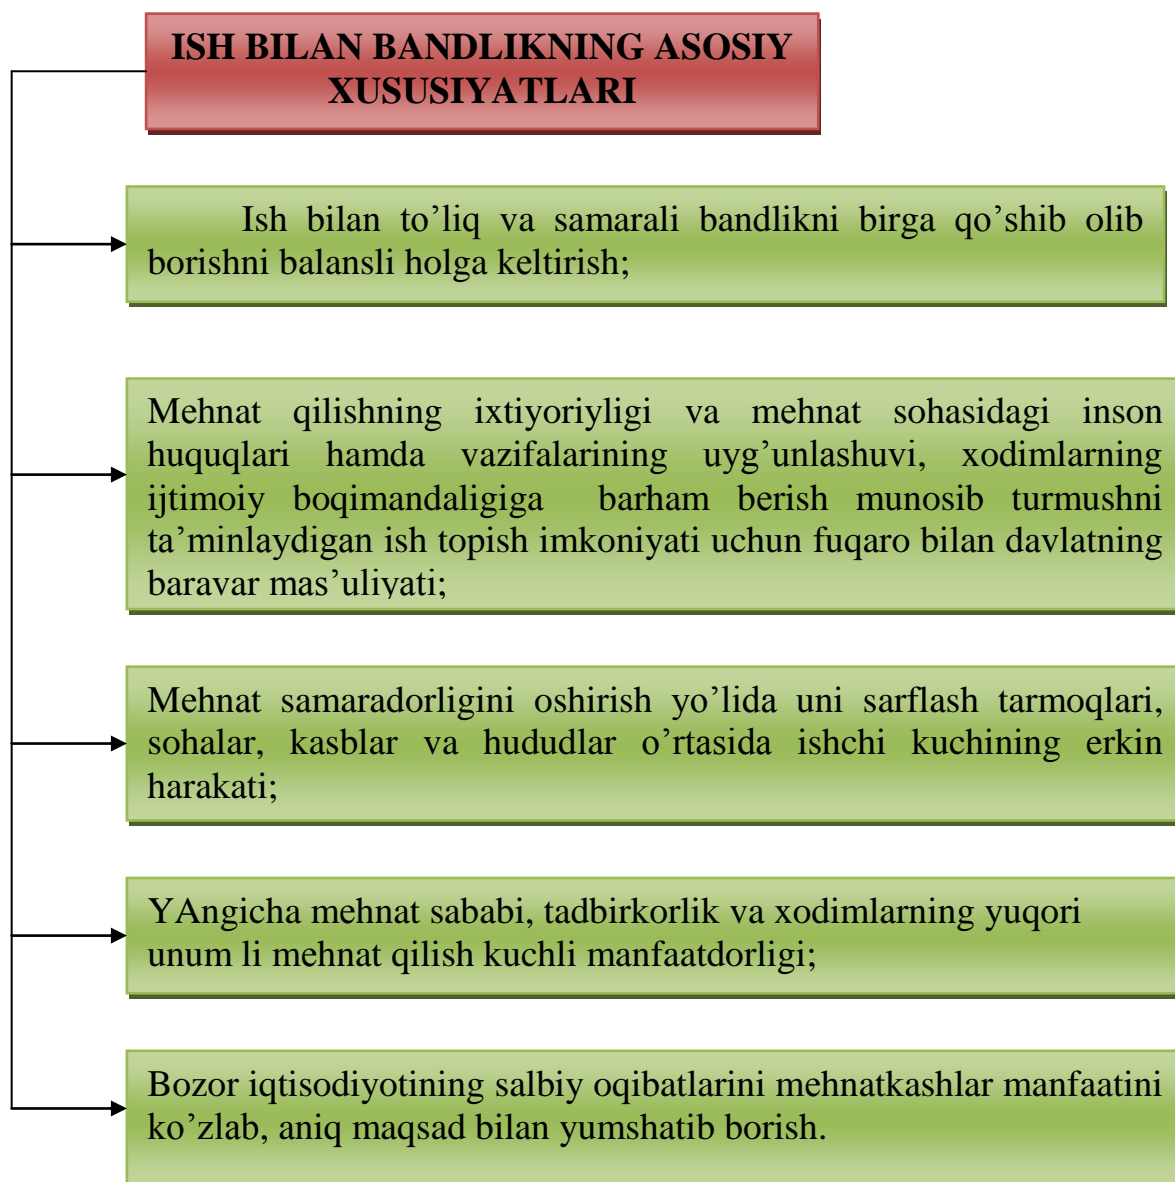 ISH BILAN BANDLIKNING ASOSIY
XUSUSIYATLARI
Ish bilan to’liq va samarali bandlikni birga qo’shib olib
borishni balansli holga keltirish;
Mehnat qilishning ixtiyoriyligi va mehnat sohasidagi inson
huquqlari hamda vazifalarining uyg’unlashuvi, xodimlarning
ijtimoiy boqimandaligiga barham berish munosib turmushni
ta’minlaydigan ish topish imkoniyati uchun fuqaro bilan davlatning
baravar mas’uliyati;
Mehnat samaradorligini oshirish yo’lida uni sarflash tarmoqlari,
sohalar, kasblar va hududlar o’rtasida ishchi kuchining erkin
harakati;
YAngicha mehnat sababi, tadbirkorlik va xodimlarning yuqori
unum li mehnat qilish kuchli manfaatdorligi;
Bozor iqtisodiyotining salbiy oqibatlarini mehnatkashlar manfaatini
ko’zlab, aniq maqsad bilan yumshatib borish.